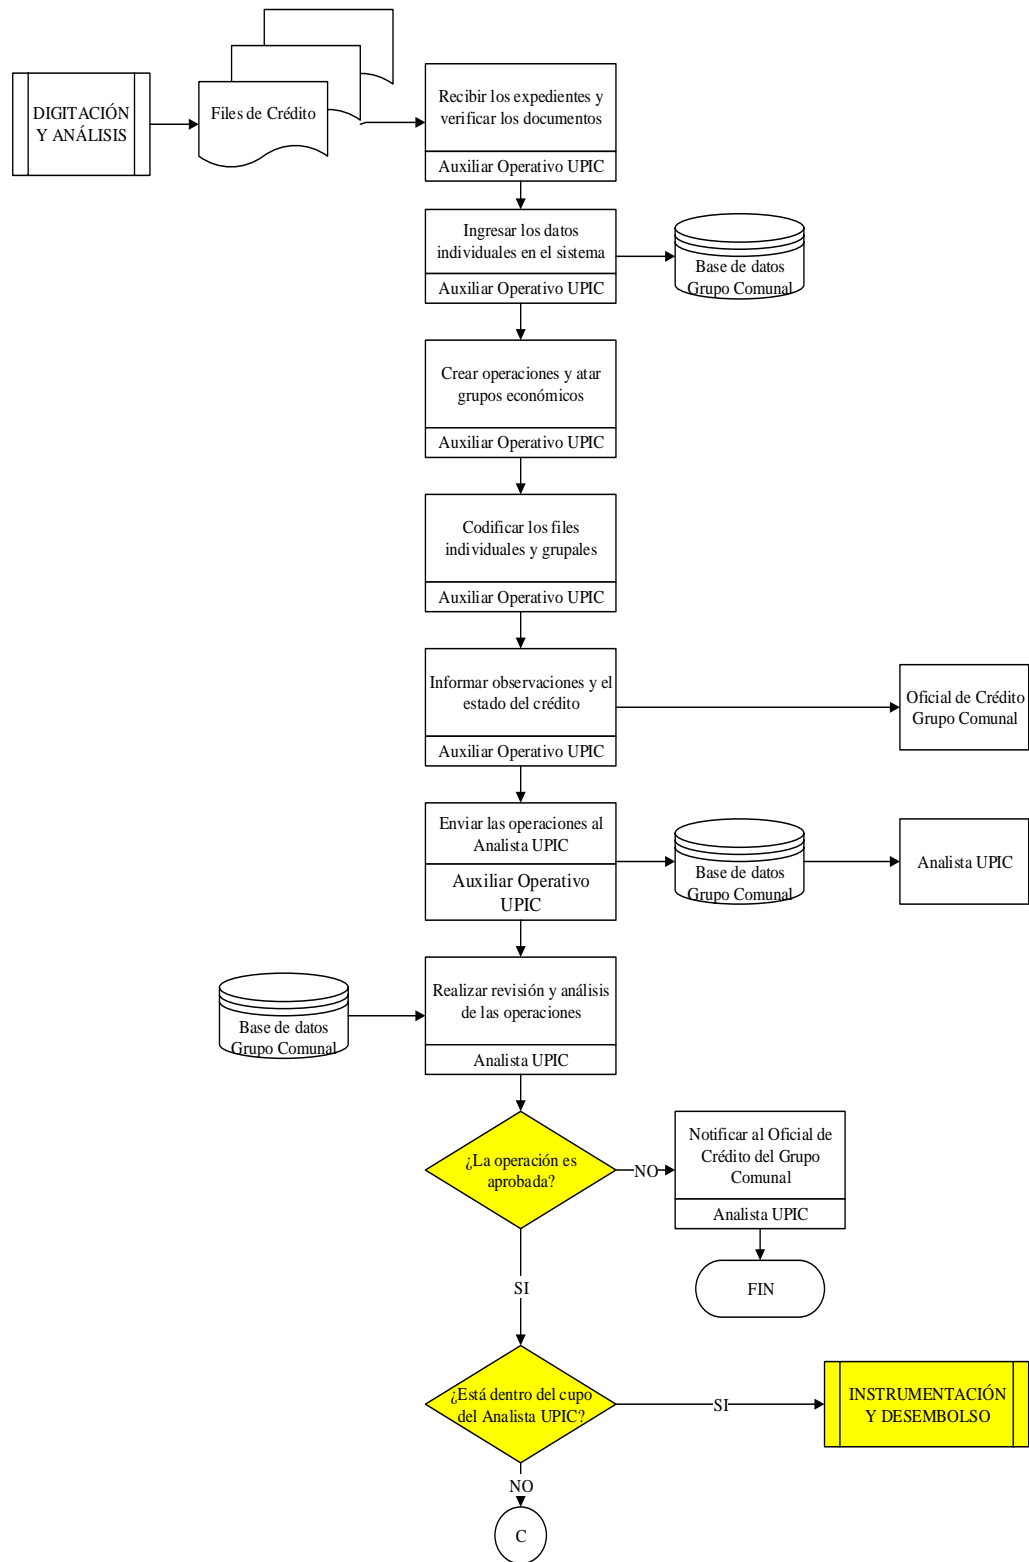 DIGITACIÓN
Y ANÁLISIS
Files de Crédito
Recibir los expedientes y
verificar los documentos
Auxiliar Operativo UPIC
Ingresar los datos
individuales en el sistema
Auxiliar Operativo UPIC
Base de datos
Grupo Comunal
Crear operaciones y atar
grupos económicos
Auxiliar Operativo UPIC
Codificar los files
individuales y grupales
Auxiliar Operativo UPIC
Informar observaciones y el
estado del crédito
Auxiliar Operativo UPIC
Oficial de Crédito
Grupo Comunal
Enviar las operaciones al
Analista UPIC
Auxiliar Operativo
UPIC
Base de datos
Grupo Comunal
Analista UPIC
Base de datos
Grupo Comunal
Realizar revisión y análisis
de las operaciones
Analista UPIC
¿La operación es
aprobada?
NO
Notificar al Oficial de
Crédito del Grupo
Comunal
Analista UPIC
FIN
SI
¿Está dentro del cupo
del Analista UPIC?
SI
INSTRUMENTACIÓN
Y DESEMBOLSO
NO
C